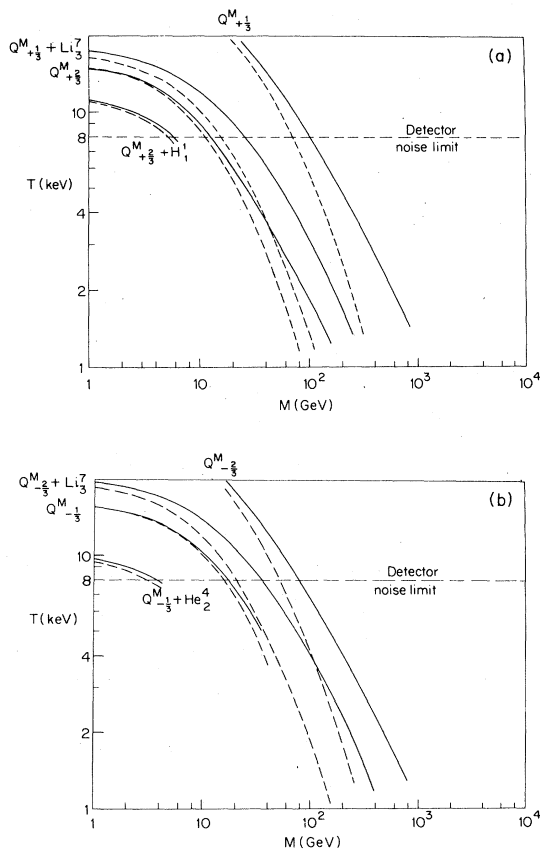 Q^M_{+1/3}
(a)
Q^M_{+1/3} + Li^7_3
Q^M_{+2/3}
10
8
Detector
noise limit
Q^M_{+2/3} + H^1_1
T (keV)
4
2
1
1
10
10^2
10^3
10^4
M (GeV)
Q^M_{-2/3}
(b)
Q^M_{-2/3} + Li^7_3
Q^M_{-1/3}
10
8
Detector
noise limit
Q^M_{-1/3} + He^4_2
T (keV)
4
2
1
1
10
10^2
10^3
10^4
M (GeV)